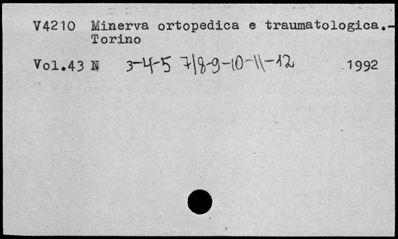 V4210 Minerva ortopedica e traumatologica.-
Torino
Vol.43 N 3-4-5 7/8-9-10-11-12 1992